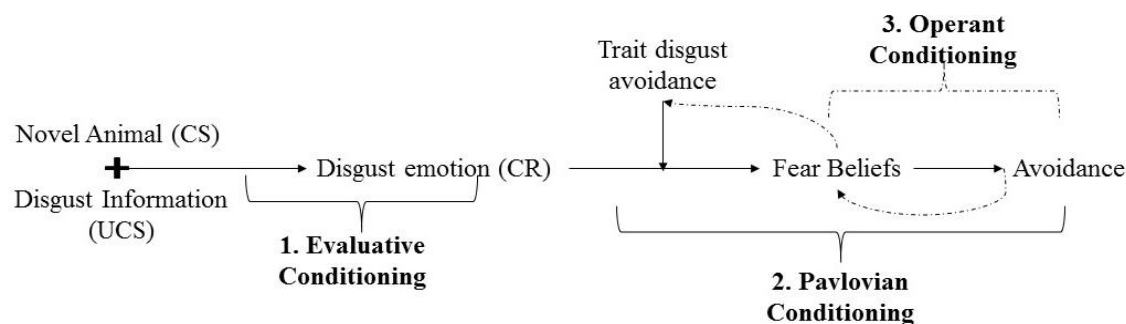 3. Operant
Conditioning
Trait disgust
avoidance
Novel Animal (CS)
Disgust emotion (CR)
Fear Beliefs
Avoidance
Disgust Information
(UCS)
1. Evaluative
Conditioning
2. Pavlovian
Conditioning